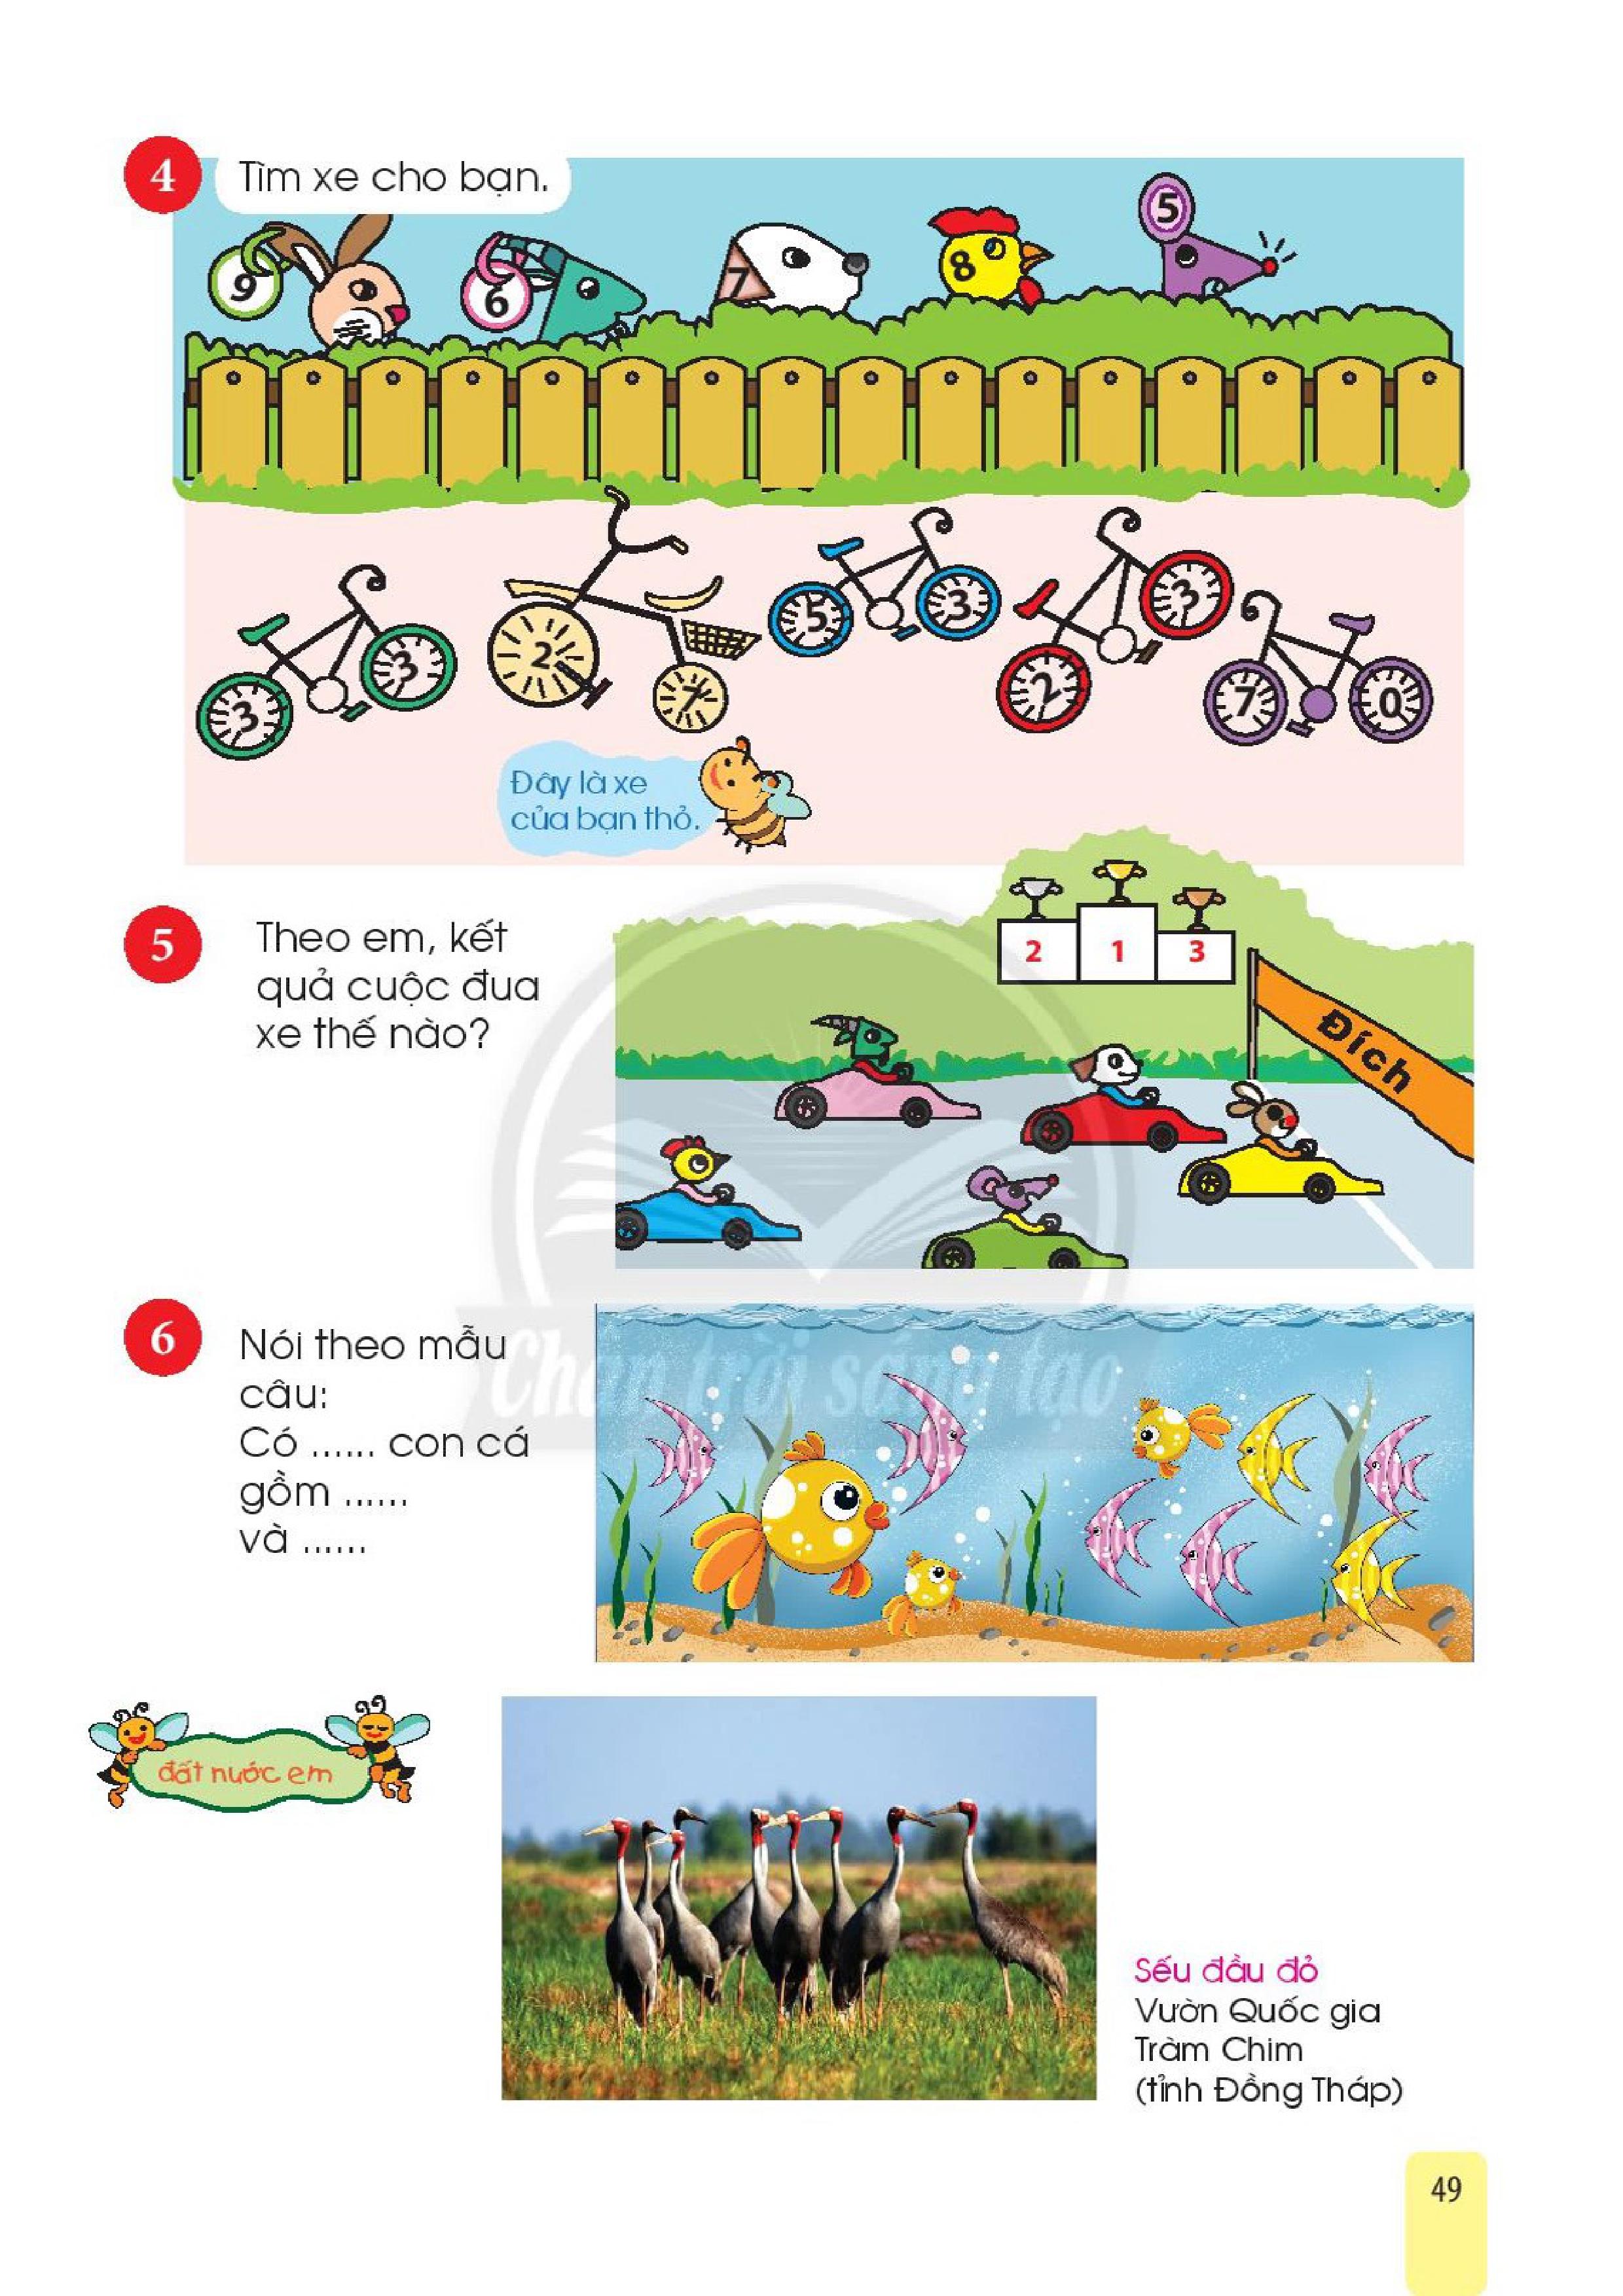 4
Tìm xe cho bạn.
9
6
7
8
5
3
3
2
7
5
3
2
3
7
0
Đây là xe
của bạn thỏ.
5
Theo em, kết
quả cuộc đua
xe thế nào?
2
1
3
Đích
6
Nói theo mẫu
câu:
Có ...... con cá
gồm ......
và ......
Chân trời sáng tạo
đất nước em
Sếu đầu đỏ
Vườn Quốc gia
Tràm Chim
(tỉnh Đồng Tháp)
49